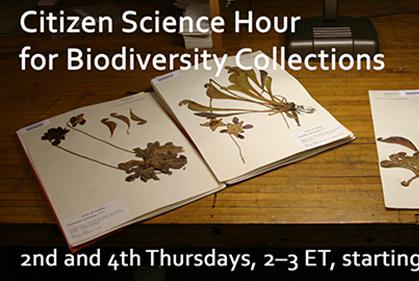 Citizen Science Hour
for Biodiversity Collections
2nd and 4th Thursdays, 2–3 ET, starting